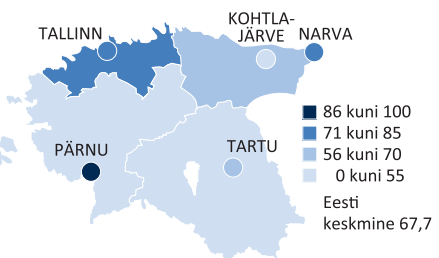 TALLINN
KOHTLA-
JÄRVE
NARVA
PÄRNU
TARTU
86 kuni 100
71 kuni 85
56 kuni 70
0 kuni 55
Eesti
keskmine 67,7